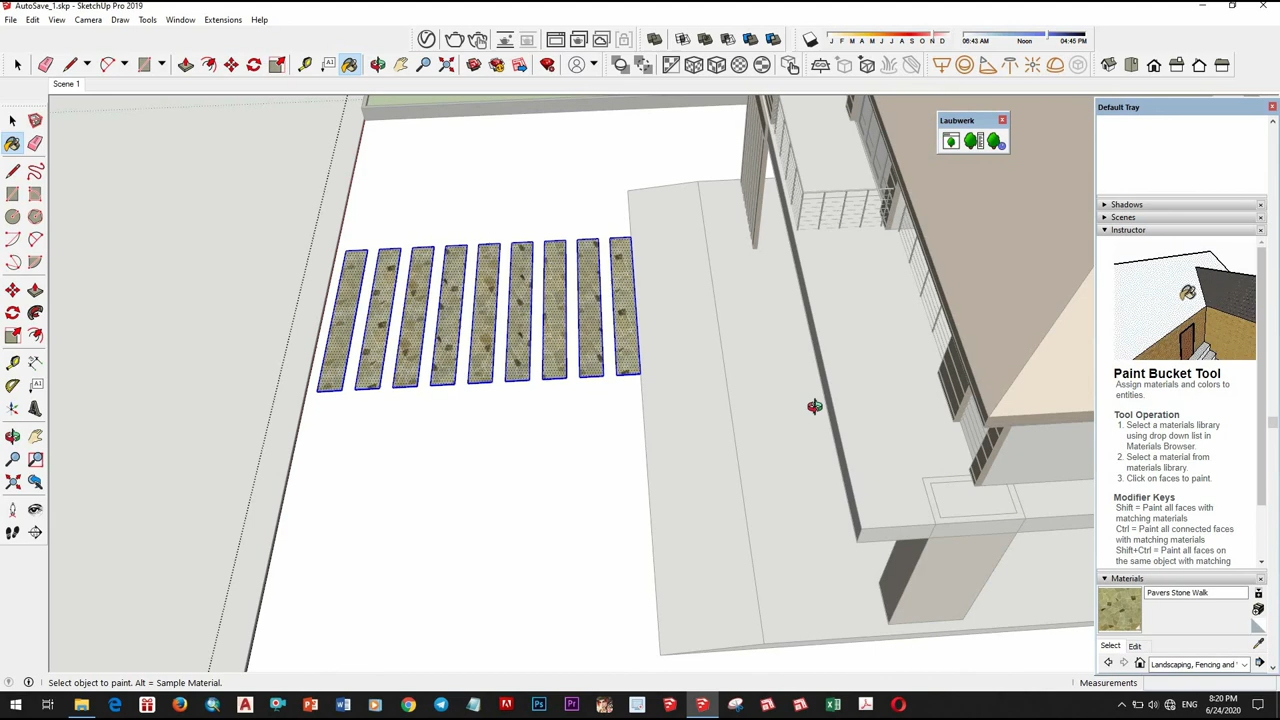 AutoSave_1.skp - SketchUp Pro 2019
File Edit View Camera Draw Tools Window Extensions Help
J F M A M J J A S O N D 06:43 AM Noon 04:45 PM
Scene 1
Default Tray
Laubwerk
Shadows
Scenes
Instructor
Paint Bucket Tool
Assign materials and colors to
entities.
Tool Operation
1. Select a materials library
using drop down list in
Materials Browser.
2. Select a material from
materials library.
3. Click on faces to paint.
Modifier Keys
Shift = Paint all faces with
matching materials
Ctrl = Paint all connected faces
with matching materials
Shift+Ctrl = Paint all faces on
the same object with matching
Materials
Pavers Stone Walk
Select Edit
Landscaping, Fencing and
Select object to paint. Alt = Sample Material.
Measurements
ENG
8:20 PM
6/24/2020